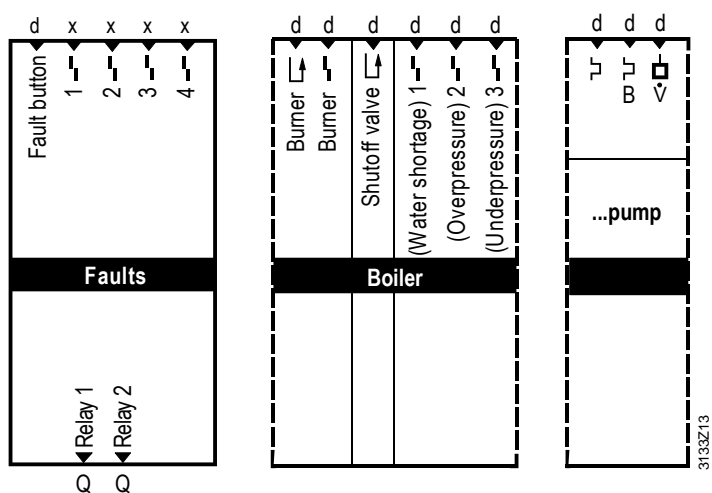 d x x x x
Fault button
1
2
3
4
Faults
Relay 1
Relay 2
Q Q
d d d d d d
Burner
Burner
Shutoff valve
(Water shortage) 1
(Overpressure) 2
(Underpressure) 3
Boiler
d d d
B
V̇
...pump
3133Z13